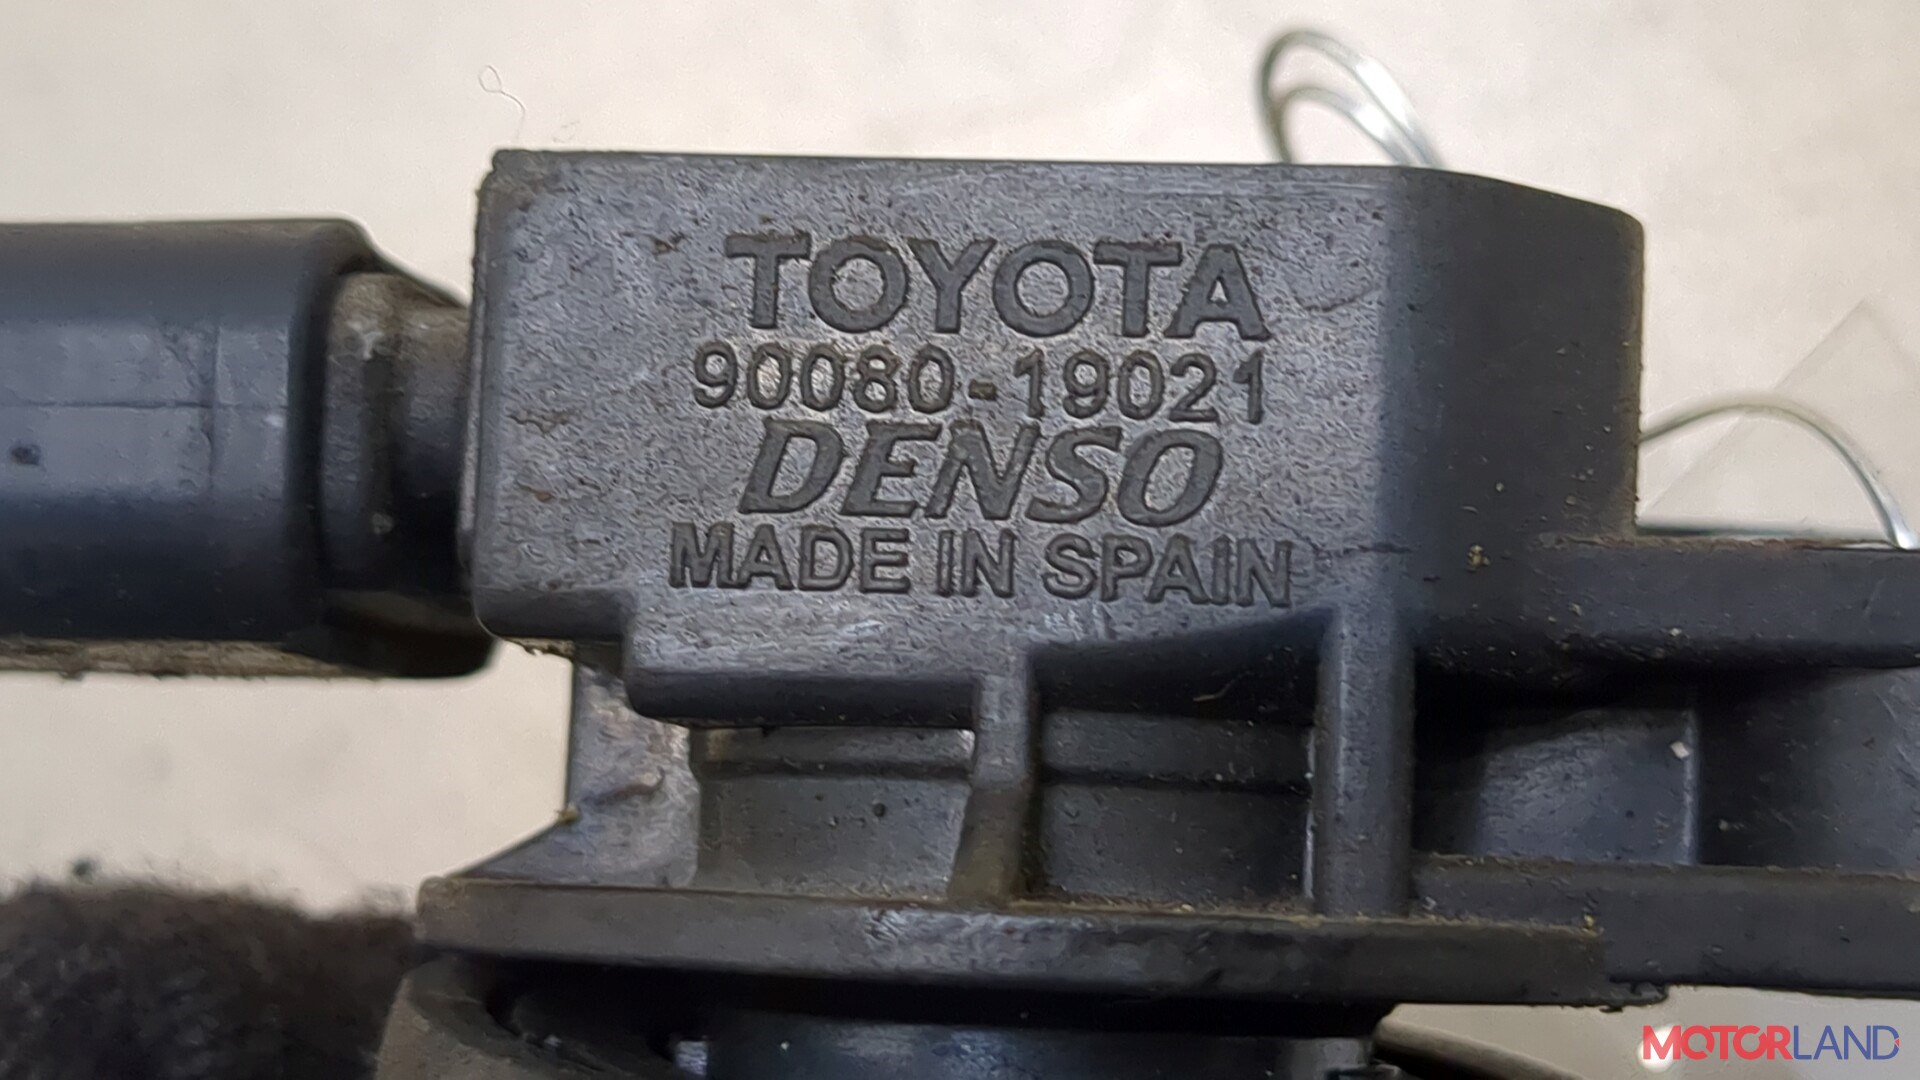 TOYOTA
90080-19021
DENSO
MADE IN SPAIN
MOTORLAND